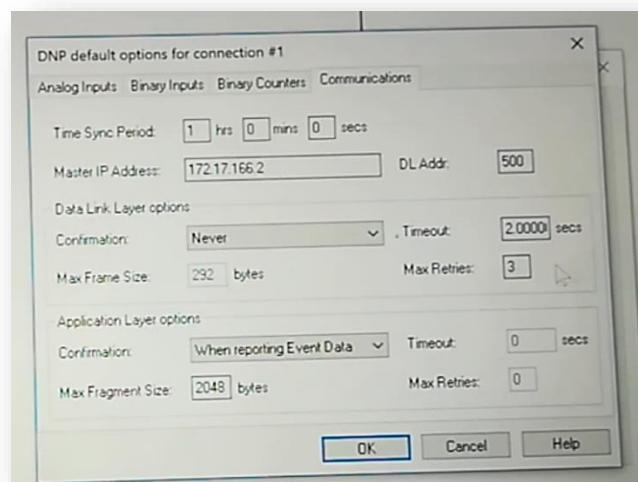 DNP default options for connection #1
Analog Inputs Binary Inputs Binary Counters Communications
Time Sync Period: 1 hrs 0 mins 0 secs
Master IP Address: 172.17.166.2 DL Addr: 500
Data Link Layer options
Confirmation: Never Timeout: 2.0000 secs
Max Frame Size: 292 bytes Max Retries: 3
Application Layer options
Confirmation: When reporting Event Data Timeout: 0 secs
Max Fragment Size: 2048 bytes Max Retries: 0
OK Cancel Help